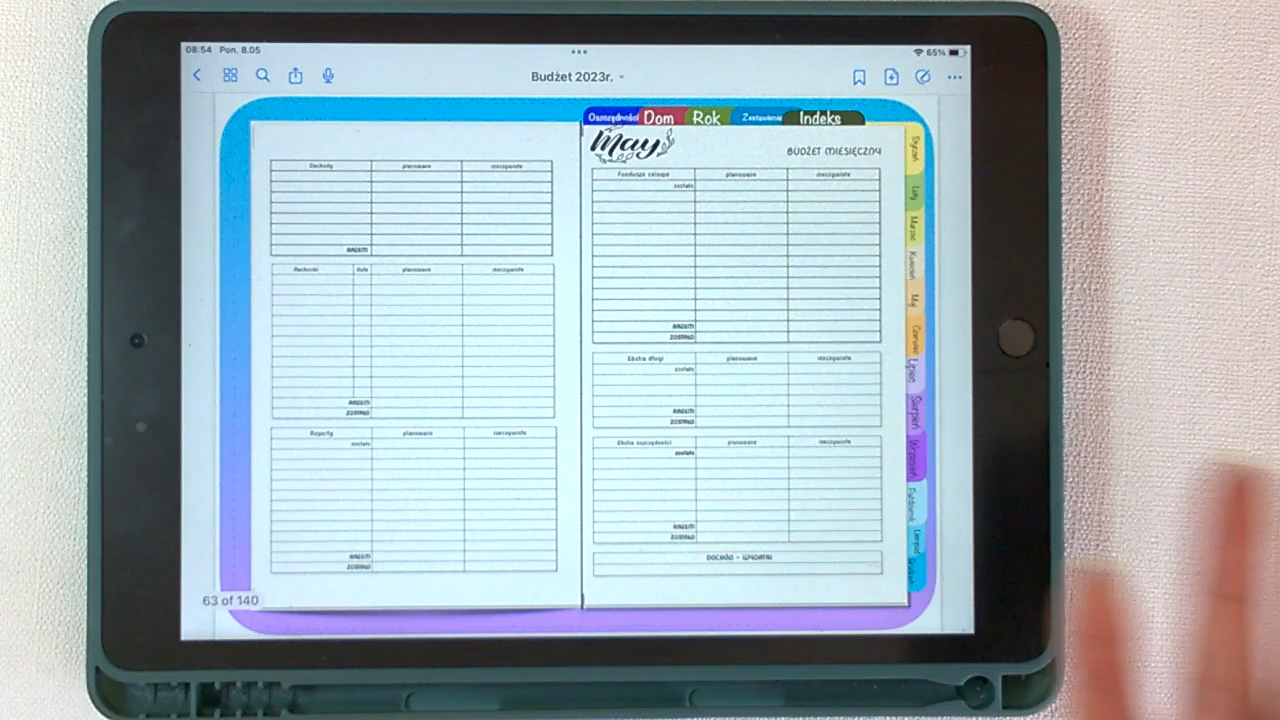 08:54 Pon. 8.05
65%
Budżet 2023r.
Oszczędności Dom Rok Zestawienie Indeks
May
BUDŻET MIESIĘCZNY
Dochody planowane rzeczywiste
RAZEM
Rachunki data planowane rzeczywiste
RAZEM
ZOSTAŁO
Koperty planowane rzeczywiste
zostało
RAZEM
ZOSTAŁO
Fundusze celowe planowane rzeczywiste
zostało
RAZEM
ZOSTAŁO
Ekstra długi planowane rzeczywiste
zostało
RAZEM
ZOSTAŁO
Ekstra oszczędności planowane rzeczywiste
zostało
RAZEM
ZOSTAŁO
DOCHÓD - WYDATKI
Styczeń
Luty
Marzec
Kwiecień
Maj
Czerwiec
Lipiec
Sierpień
Wrzesień
Październik
Listopad
Grudzień
63 of 140